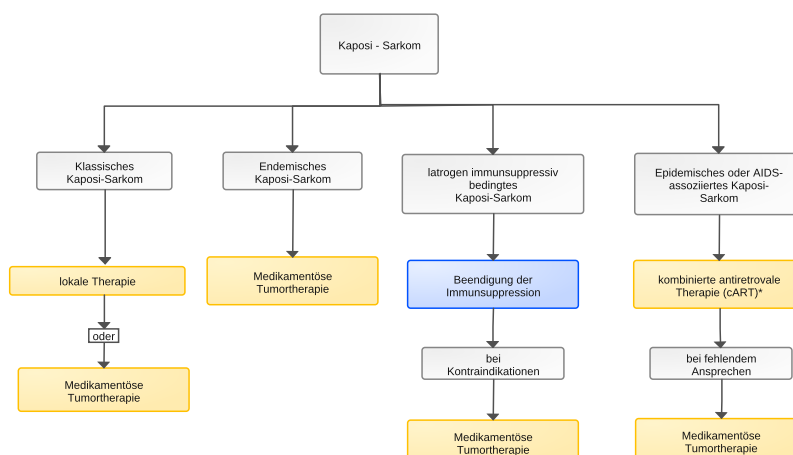 Kaposi - Sarkom
Klassisches
Kaposi-Sarkom
Endemisches
Kaposi-Sarkom
Iatrogen immunsuppressiv
bedingtes
Kaposi-Sarkom
Epidemisches oder AIDS-
assoziiertes Kaposi-
Sarkom
lokale Therapie
Medikamentöse
Tumortherapie
Beendigung der
Immunsuppression
kombinierte antiretrovale
Therapie (cART)*
oder
bei
Kontraindikationen
bei fehlendem
Ansprechen
Medikamentöse
Tumortherapie
Medikamentöse
Tumortherapie
Medikamentöse
Tumortherapie